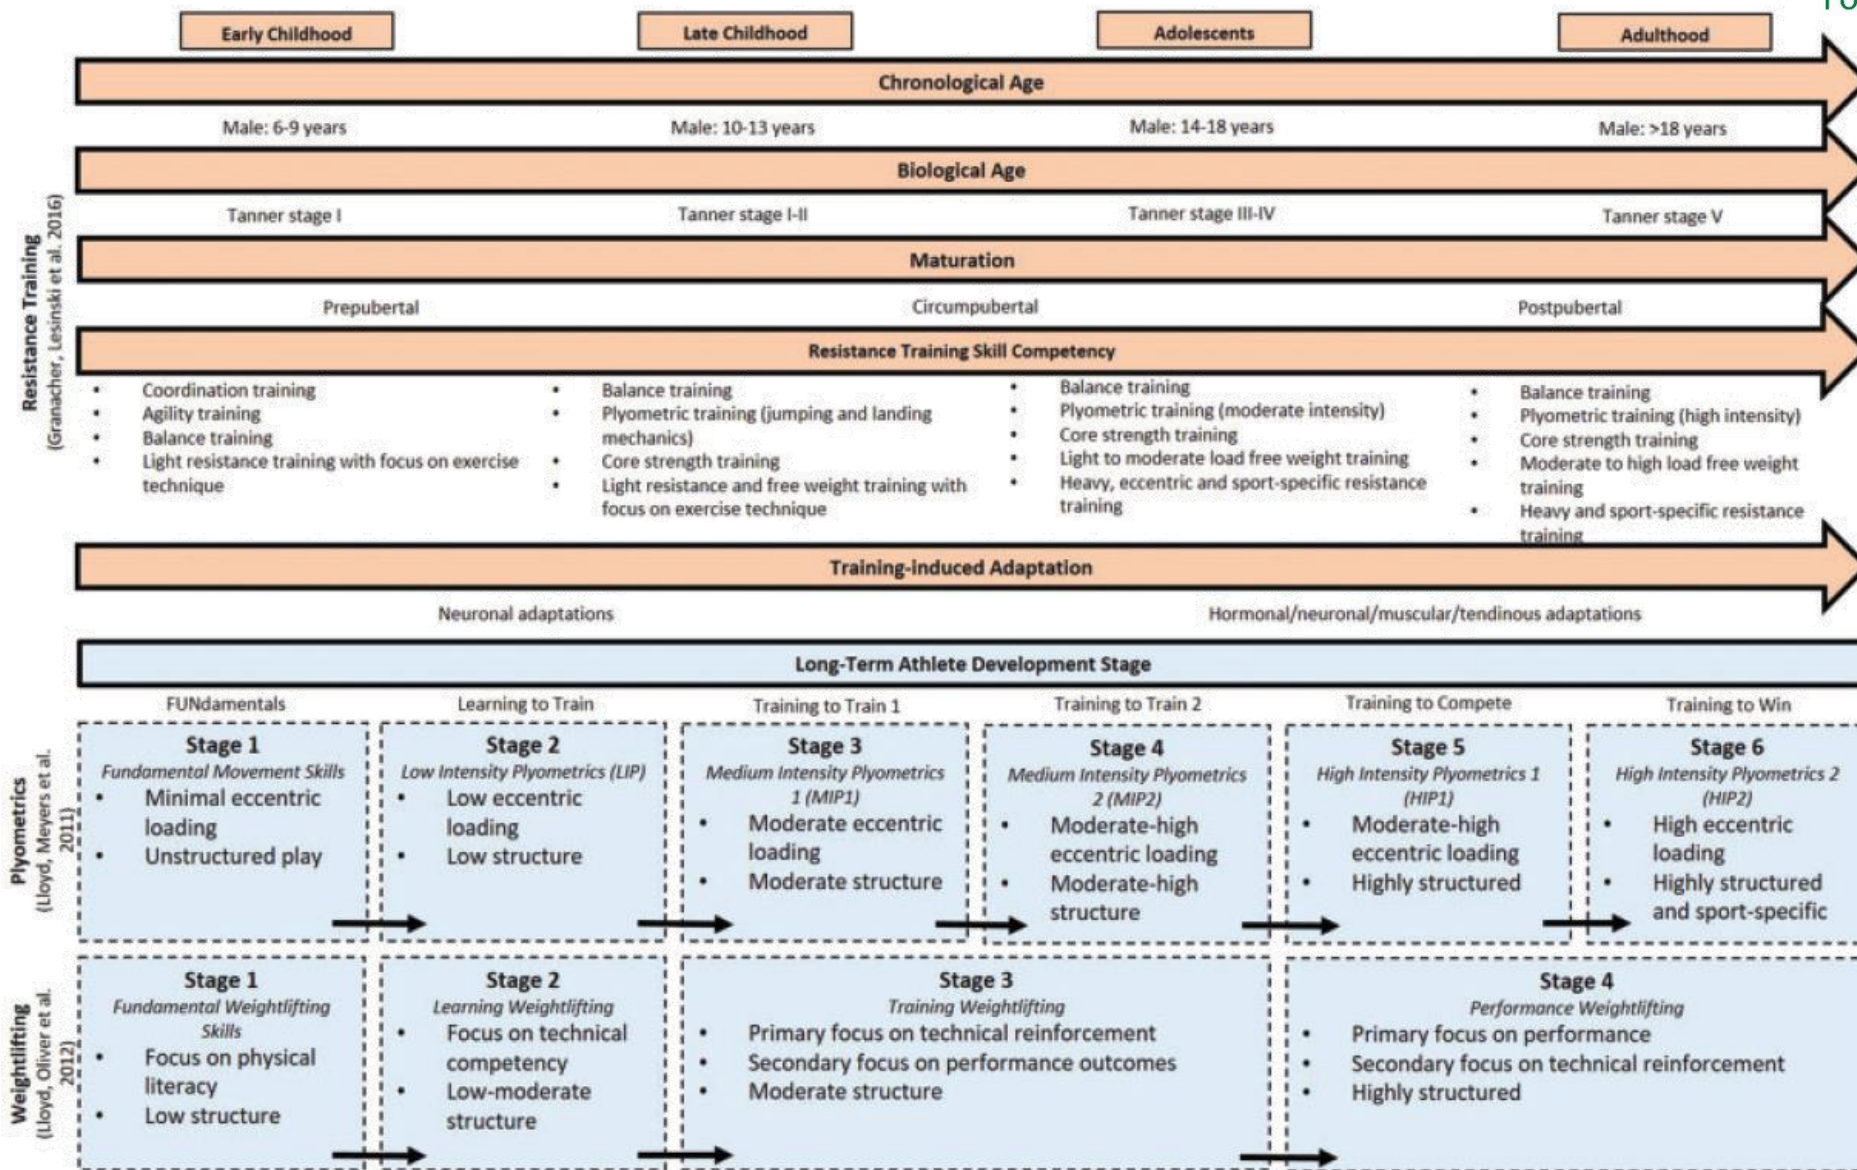 Early Childhood
Late Childhood
Adolescents
Adulthood
Chronological Age
Male: 6-9 years
Male: 10-13 years
Male: 14-18 years
Male: >18 years
Biological Age
Tanner stage I
Tanner stage I-II
Tanner stage III-IV
Tanner stage V
Maturation
Prepubertal
Circumpubertal
Postpubertal
Resistance Training
(Granacher, Lesinski et al. 2016)
Resistance Training Skill Competency
• Coordination training
• Agility training
• Balance training
• Light resistance training with focus on exercise
technique
• Balance training
• Plyometric training (jumping and landing
mechanics)
• Core strength training
• Light resistance and free weight training with
focus on exercise technique
• Balance training
• Plyometric training (moderate intensity)
• Core strength training
• Light to moderate load free weight training
• Heavy, eccentric and sport-specific resistance
training
• Balance training
• Plyometric training (high intensity)
• Core strength training
• Moderate to high load free weight
training
• Heavy and sport-specific resistance
training
Training-induced Adaptation
Neuronal adaptations
Hormonal/neuronal/muscular/tendinous adaptations
Long-Term Athlete Development Stage
FUNdamentals
Learning to Train
Training to Train 1
Training to Train 2
Training to Compete
Training to Win
Plyometrics
(Lloyd, Meyers et al.
2011)
Stage 1
Fundamental Movement Skills
• Minimal eccentric
loading
• Unstructured play
Stage 2
Low Intensity Plyometrics (LIP)
• Low eccentric
loading
• Low structure
Stage 3
Medium Intensity Plyometrics
1 (MIP1)
• Moderate eccentric
loading
• Moderate structure
Stage 4
Medium Intensity Plyometrics
2 (MIP2)
• Moderate-high
eccentric loading
• Moderate-high
structure
Stage 5
High Intensity Plyometrics 1
(HIP1)
• Moderate-high
eccentric loading
• Highly structured
Stage 6
High Intensity Plyometrics 2
(HIP2)
• High eccentric
loading
• Highly structured
and sport-specific
Weightlifting
(Lloyd, Oliver et al.
2012)
Stage 1
Fundamental Weightlifting
Skills
• Focus on physical
literacy
• Low structure
Stage 2
Learning Weightlifting
• Focus on technical
competency
• Low-moderate
structure
Stage 3
Training Weightlifting
• Primary focus on technical reinforcement
• Secondary focus on performance outcomes
• Moderate structure
Stage 4
Performance Weightlifting
• Primary focus on performance
• Secondary focus on technical reinforcement
• Highly structured